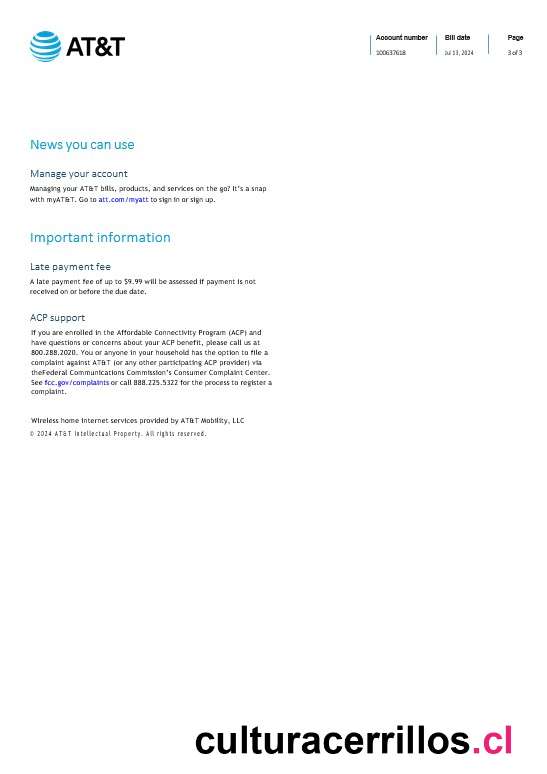 AT&T
Account number Bill date Page
100637618 Jul 13, 2024 3 of 3
News you can use
Manage your account
Managing your AT&T bills, products, and services on the go? It's a snap
with myAT&T. Go to att.com/myatt to sign in or sign up.
Important information
Late payment fee
A late payment fee of up to $9.99 will be assessed if payment is not
received on or before the due date.
ACP support
If you are enrolled in the Affordable Connectivity Program (ACP) and
have questions or concerns about your ACP benefit, please call us at
800.288.2020. You or anyone in your household has the option to file a
complaint against AT&T (or any other participating ACP provider) via
theFederal Communications Commission's Consumer Complaint Center.
See fcc.gov/complaints or call 888.225.5322 for the process to register a
complaint.
Wireless home internet services provided by AT&T Mobility, LLC
© 2024 AT&T Intellectual Property. All rights reserved.
culturacerrillos.cl